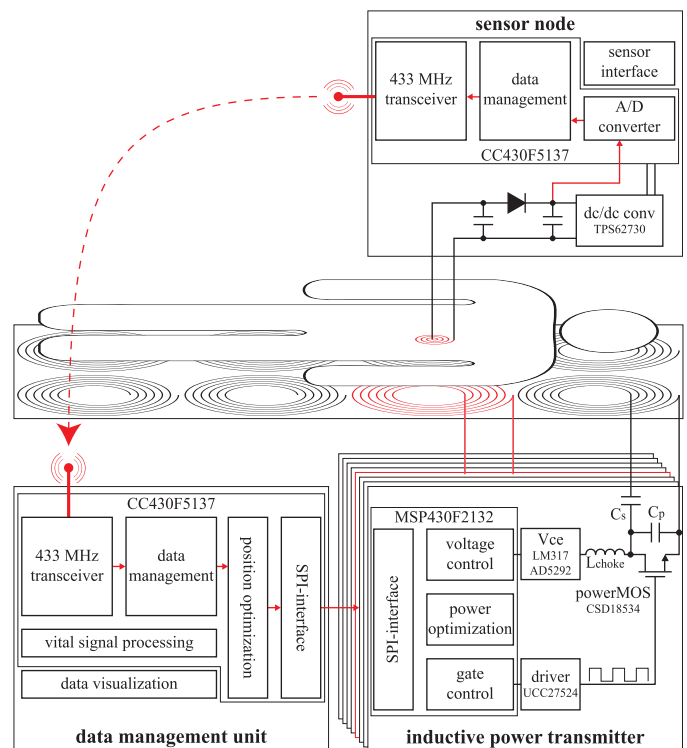 sensor node
433 MHz
transceiver
data
management
sensor
interface
A/D
converter
CC430F5137
dc/dc conv
TPS62730
CC430F5137
433 MHz
transceiver
data
management
position optimization
SPI-interface
vital signal processing
data visualization
data management unit
MSP430F2132
SPI-interface
voltage
control
power
optimization
gate
control
Vce
LM317
AD5292
driver
UCC27524
Lchoke
Cs
Cp
powerMOS
CSD18534
inductive power transmitter